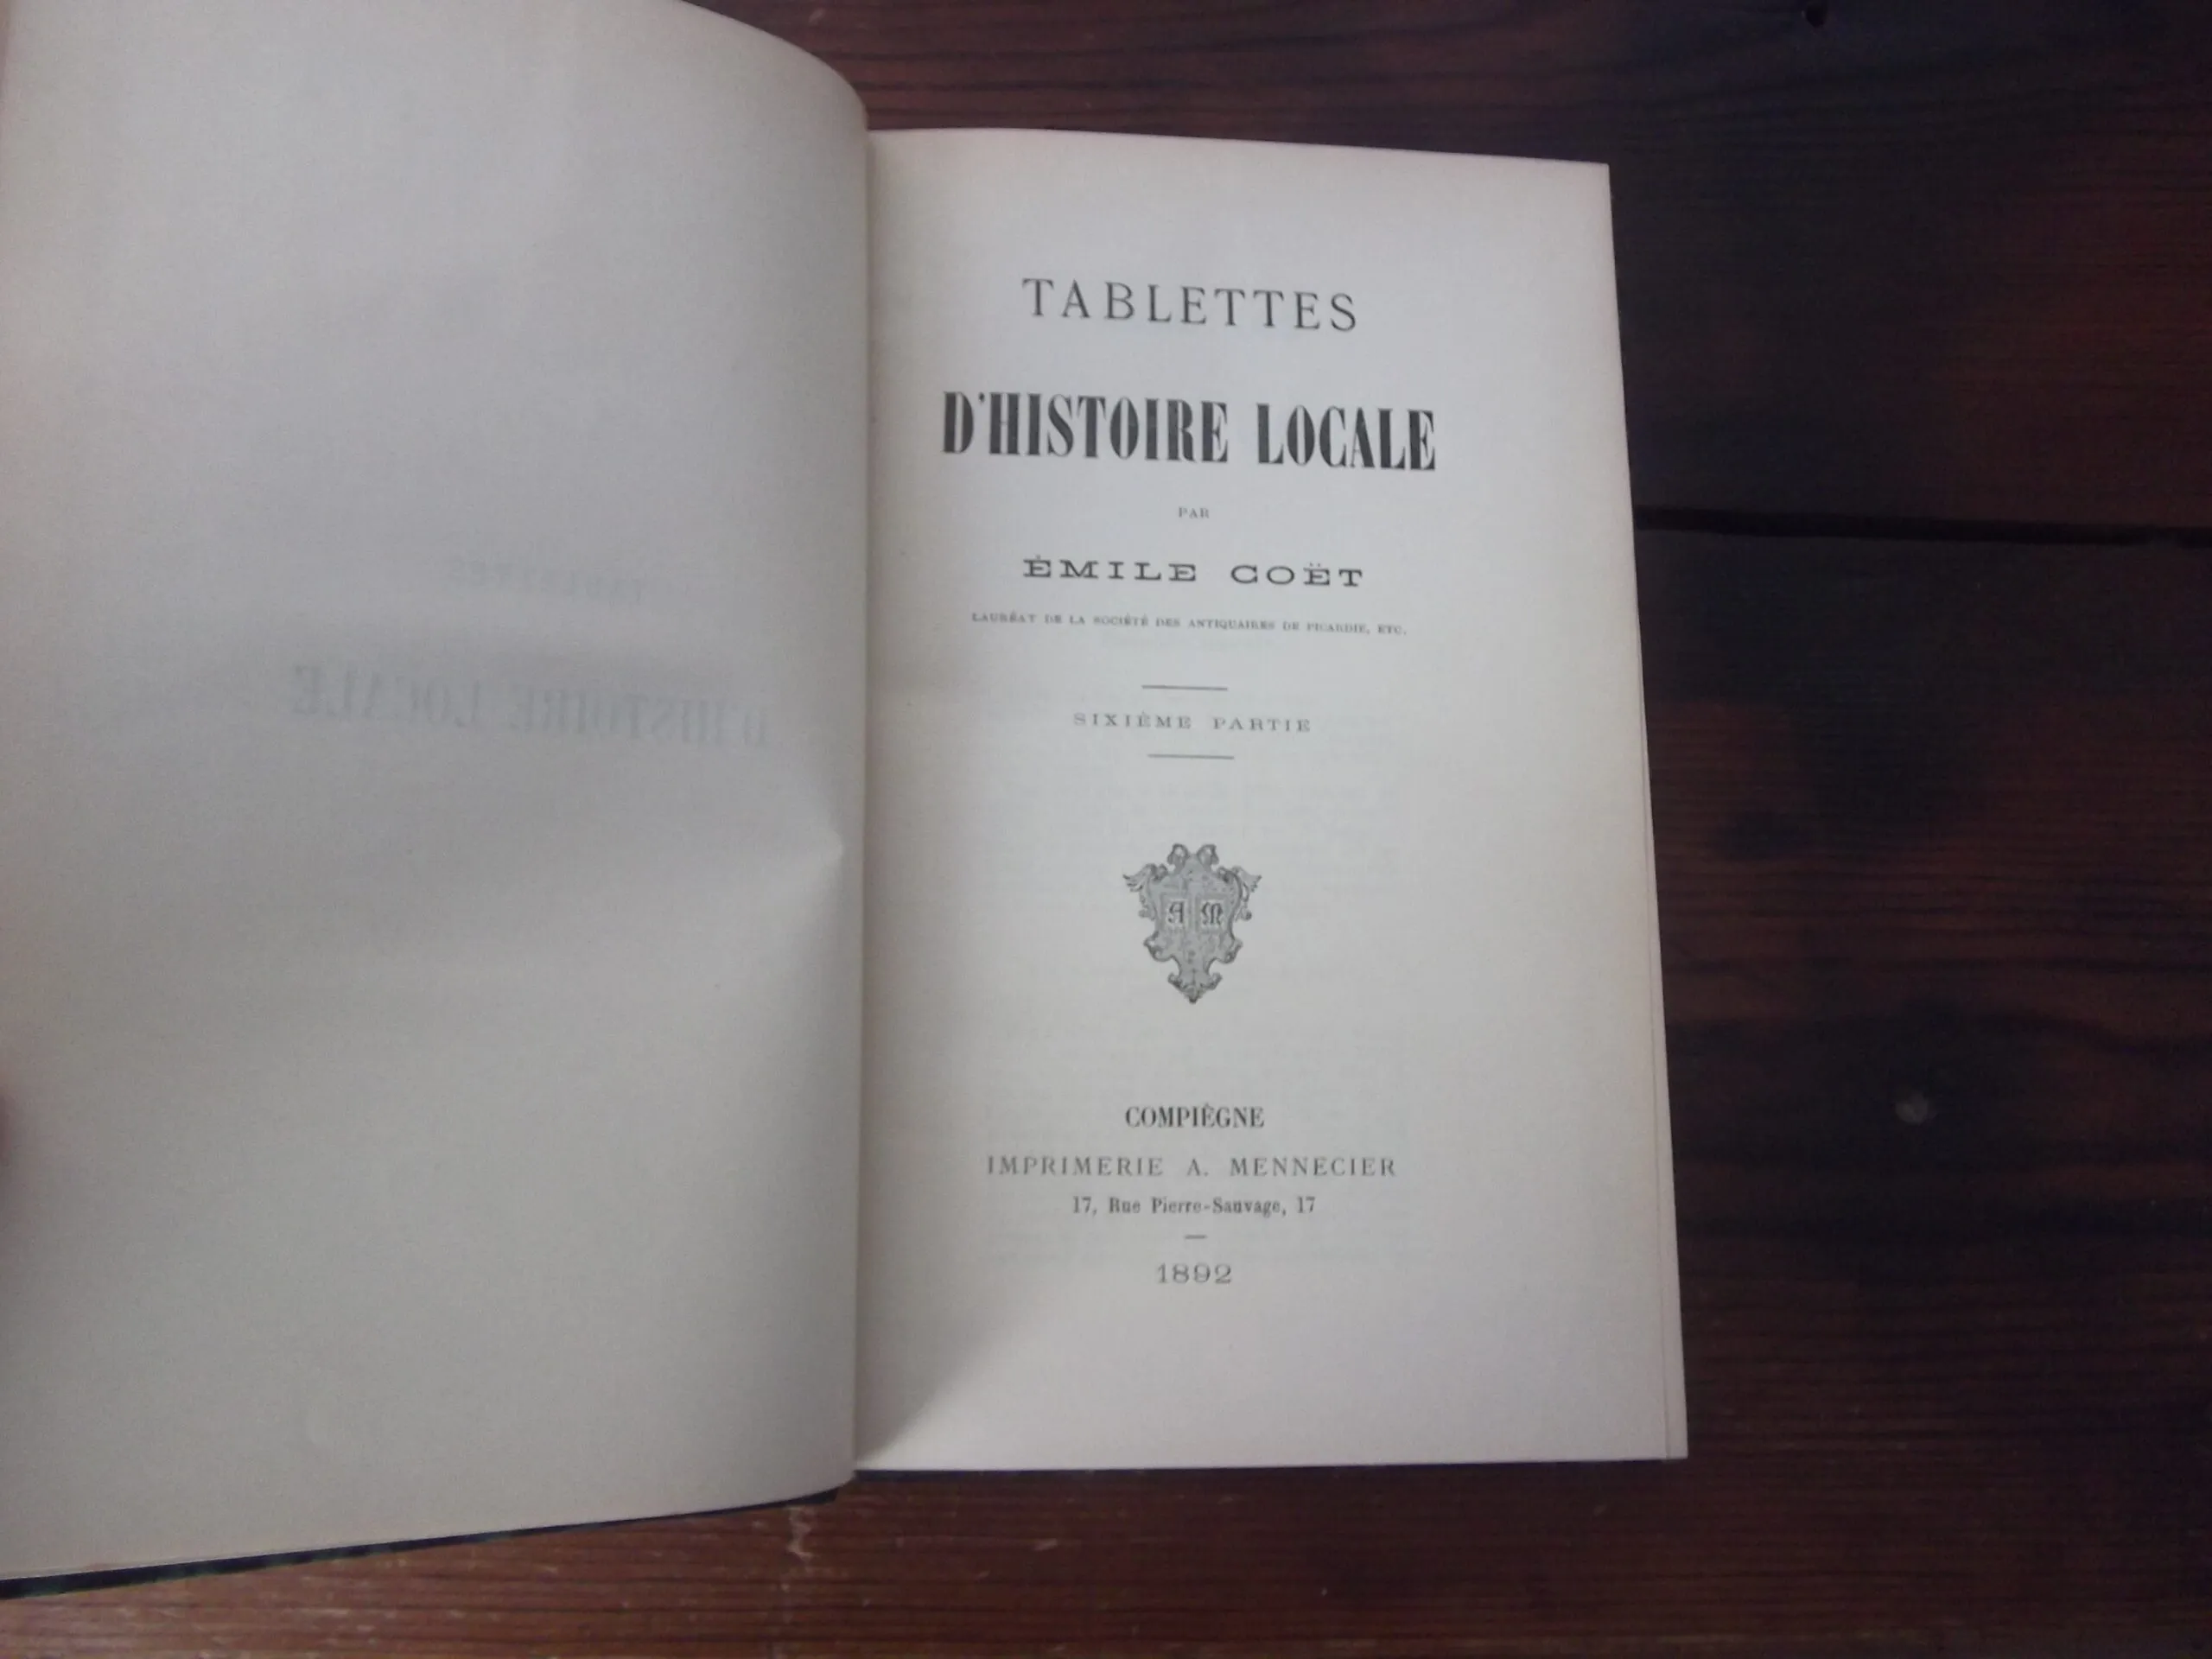 TABLETTES
D'HISTOIRE LOCALE
PAR
ÉMILE COËT
LAURÉAT DE LA SOCIÉTÉ DES ANTIQUAIRES DE PICARDIE, ETC.
SIXIÈME PARTIE
A M
COMPIÈGNE
IMPRIMERIE A. MENNECIER
17, Rue Pierre-Sauvage, 17
1892